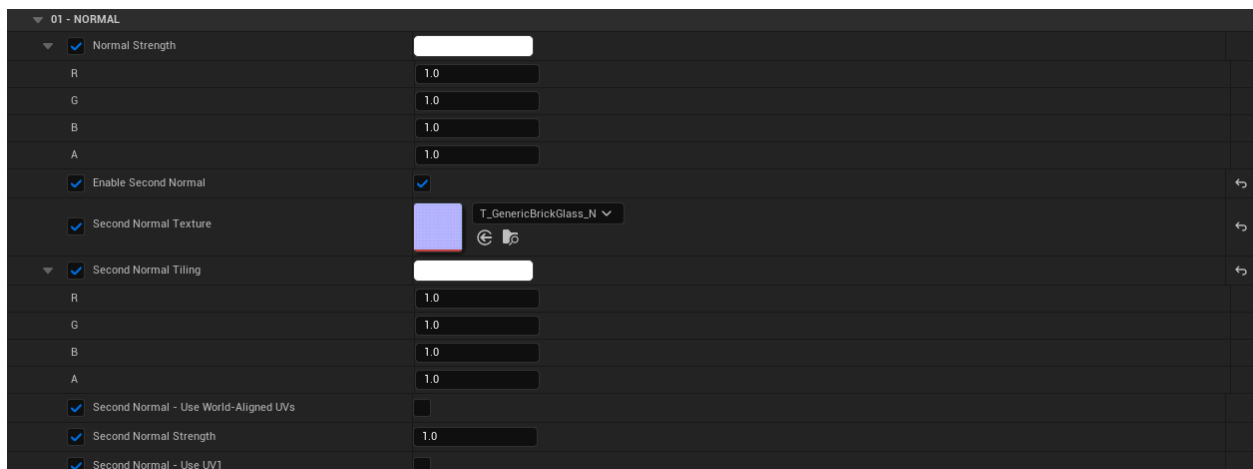 01 - NORMAL
Normal Strength
R 1.0
G 1.0
B 1.0
A 1.0
Enable Second Normal
Second Normal Texture T_GenericBrickGlass_N
Second Normal Tiling
R 1.0
G 1.0
B 1.0
A 1.0
Second Normal - Use World-Aligned UVs
Second Normal Strength 1.0
Second Normal - Use UV1